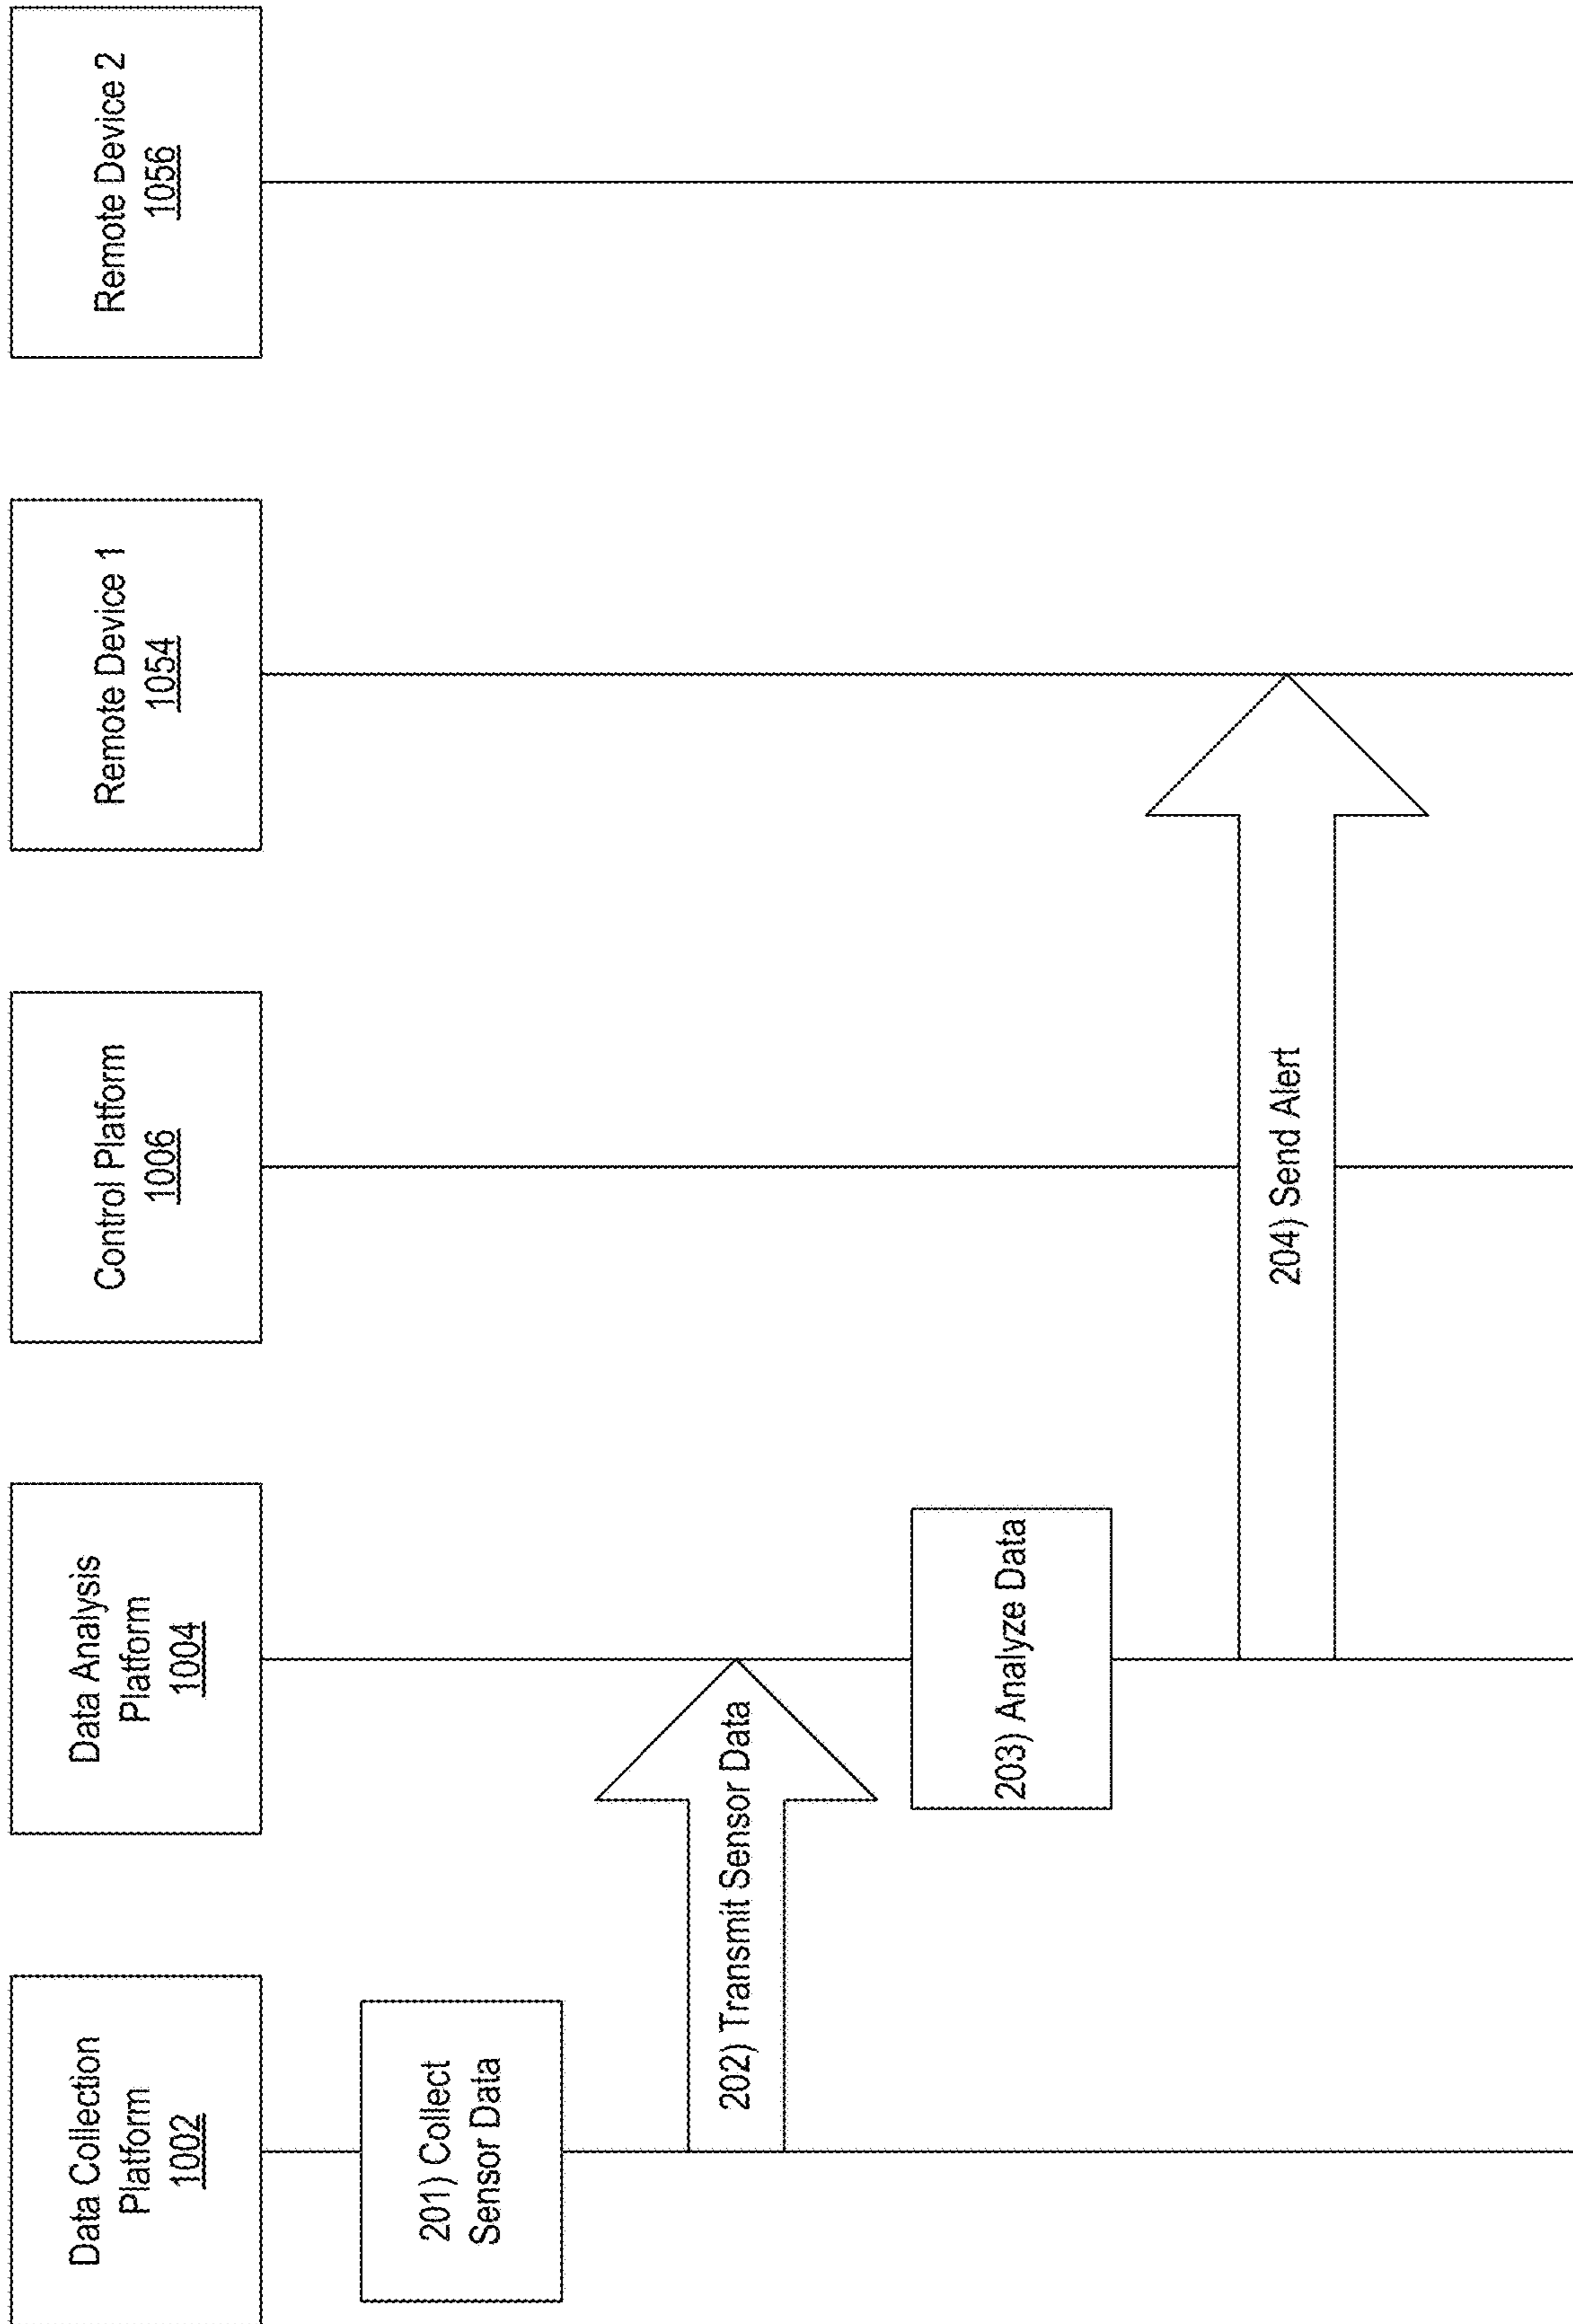 Data Collection
Platform
1002
Data Analysis
Platform
1004
Control Platform
1006
Remote Device 1
1054
Remote Device 2
1056
201) Collect
Sensor Data
202) Transmit Sensor Data
203) Analyze Data
204) Send Alert